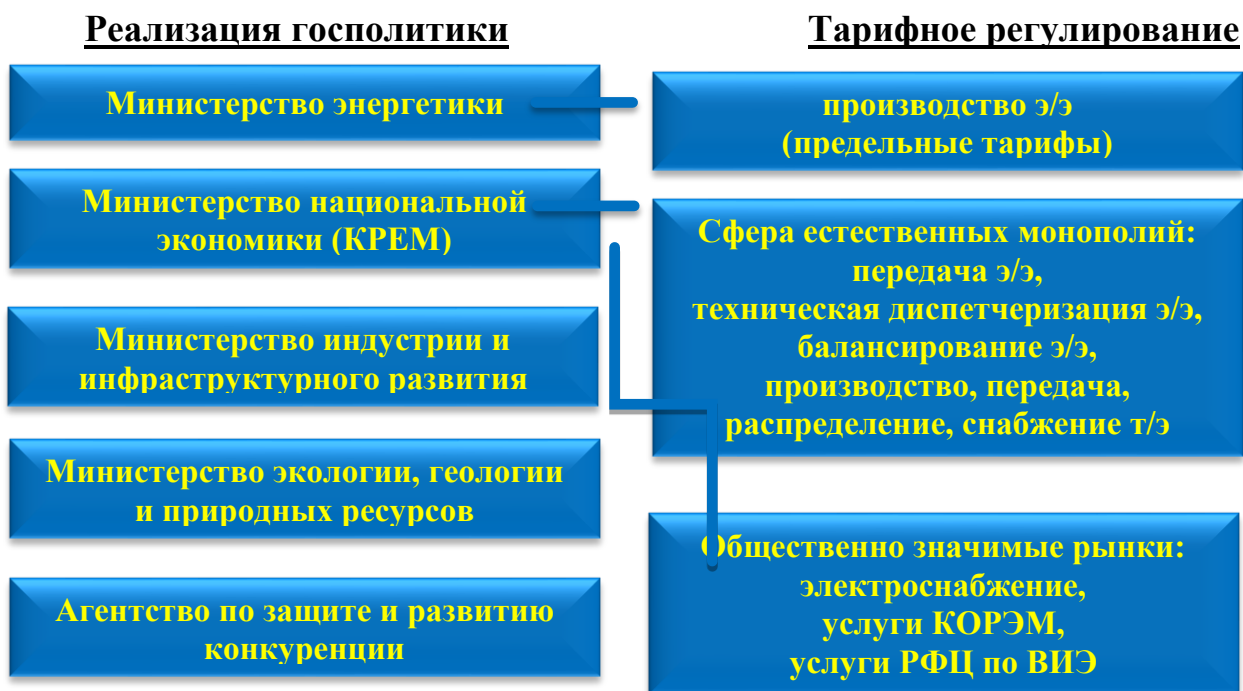 Реализация госполитики
Министерство энергетики
Министерство национальной
экономики (КРЕМ)
Министерство индустрии и
инфраструктурного развития
Министерство экологии, геологии
и природных ресурсов
Агентство по защите и развитию
конкуренции
Тарифное регулирование
производство э/э
(предельные тарифы)
Сфера естественных монополий:
передача э/э,
техническая диспетчеризация э/э,
балансирование э/э,
производство, передача,
распределение, снабжение т/э
Общественно значимые рынки:
электроснабжение,
услуги КОРЭМ,
услуги РФЦ по ВИЭ